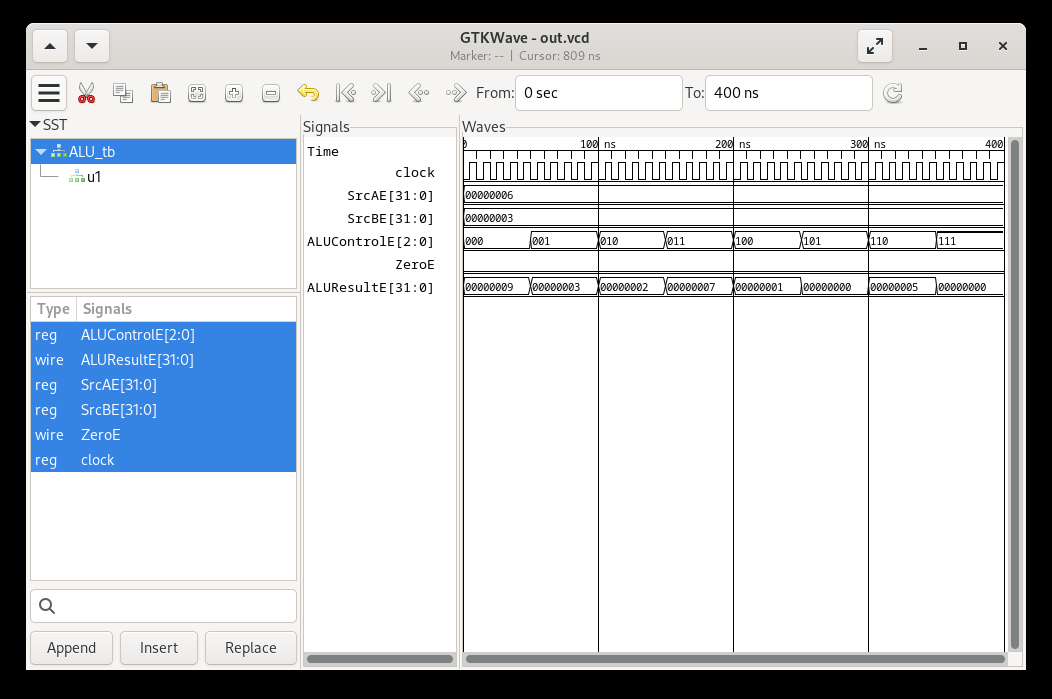 GTKWave - out.vcd
Marker: -- | Cursor: 809 ns
From: 0 sec To: 400 ns
SST
ALU_tb
u1
Type Signals
reg ALUControlE[2:0]
wire ALUResultE[31:0]
reg SrcAE[31:0]
reg SrcBE[31:0]
wire ZeroE
reg clock
Append Insert Replace
Signals
Time
clock
SrcAE[31:0]
SrcBE[31:0]
ALUControlE[2:0]
ZeroE
ALUResultE[31:0]
Waves
0 100 ns 200 ns 300 ns 400
00000006
00000003
000 001 010 011 100 101 110 111
00000009 00000003 00000002 00000007 00000001 00000000 00000005 00000000